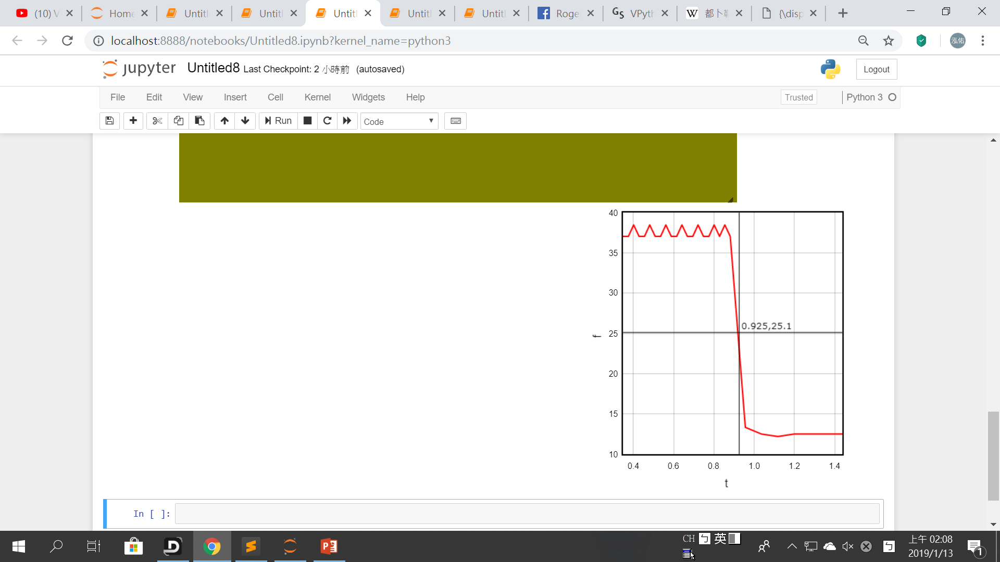 (10) V
Home
Untitl
Untitl
Untitl
Untitl
Untitl
Roge
VPyth
都卜
{\disp
localhost:8888/notebooks/Untitled8.ipynb?kernel_name=python3
泓佑
jupyter Untitled8 Last Checkpoint: 2 小時前 (autosaved)
Logout
File Edit View Insert Cell Kernel Widgets Help
Trusted
Python 3
Run
Code
40
35
30
25
20
15
10
f
0.925,25.1
0.4 0.6 0.8 1.0 1.2 1.4
t
In [ ]:
CH ㄅ 英
ㄅ
上午 02:08
2019/1/13
1